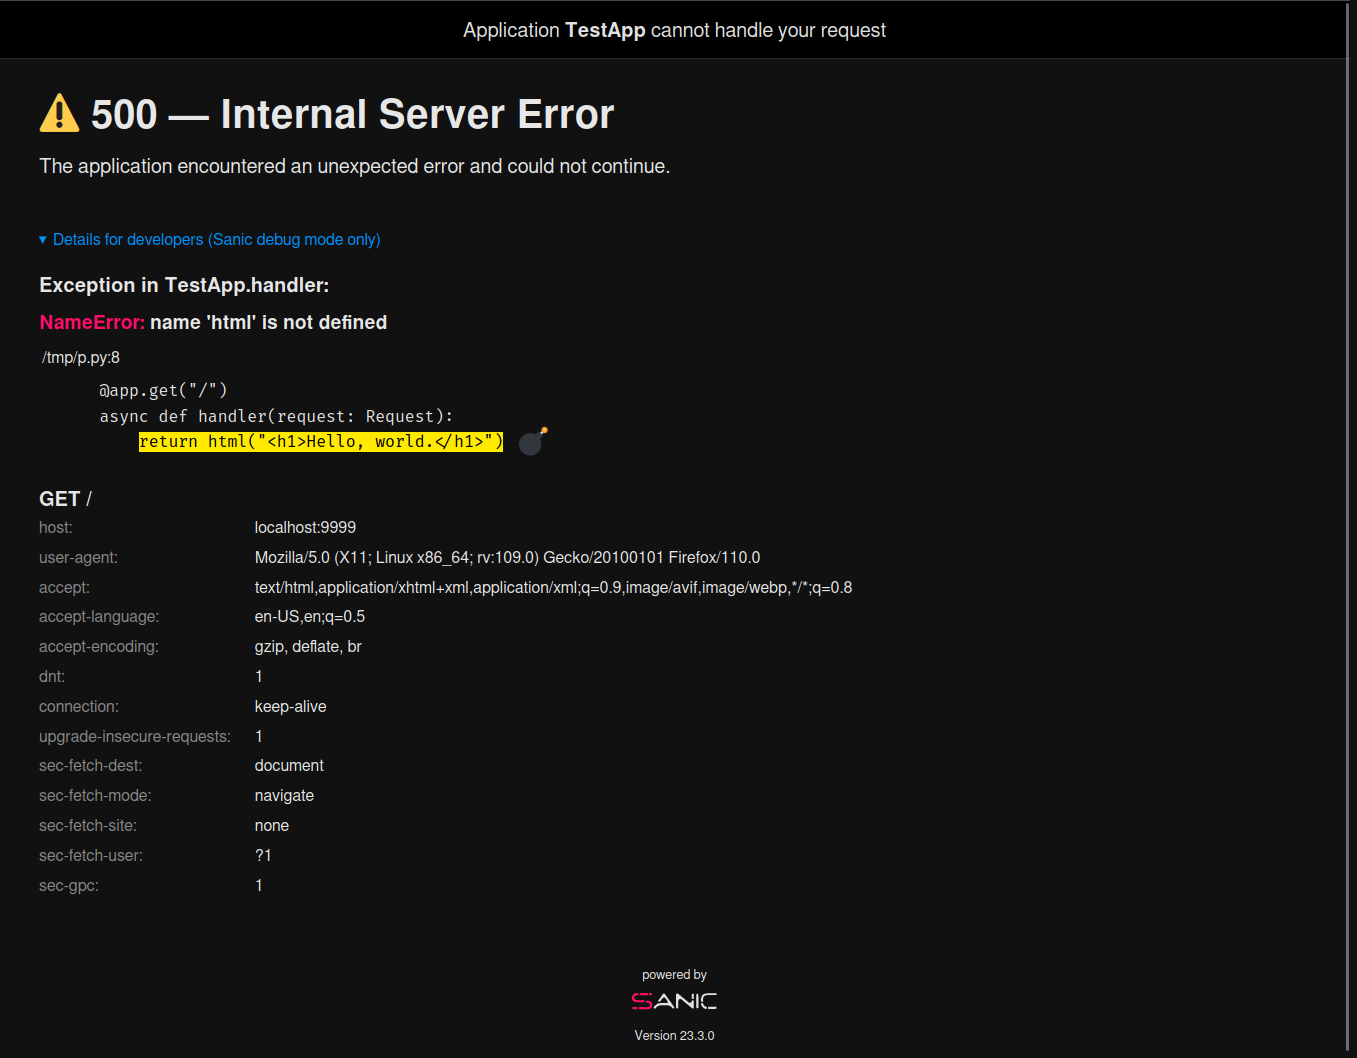 Application TestApp cannot handle your request
⚠️ 500 — Internal Server Error
The application encountered an unexpected error and could not continue.
▾ Details for developers (Sanic debug mode only)
Exception in TestApp.handler:
NameError: name 'html' is not defined
/tmp/p.py:8
@app.get("/")
async def handler(request: Request):
return html("<h1>Hello, world.</h1>") 💣
GET /
host: localhost:9999
user-agent: Mozilla/5.0 (X11; Linux x86_64; rv:109.0) Gecko/20100101 Firefox/110.0
accept: text/html,application/xhtml+xml,application/xml;q=0.9,image/avif,image/webp,*/*;q=0.8
accept-language: en-US,en;q=0.5
accept-encoding: gzip, deflate, br
dnt: 1
connection: keep-alive
upgrade-insecure-requests: 1
sec-fetch-dest: document
sec-fetch-mode: navigate
sec-fetch-site: none
sec-fetch-user: ?1
sec-gpc: 1
powered by
SANIC
Version 23.3.0